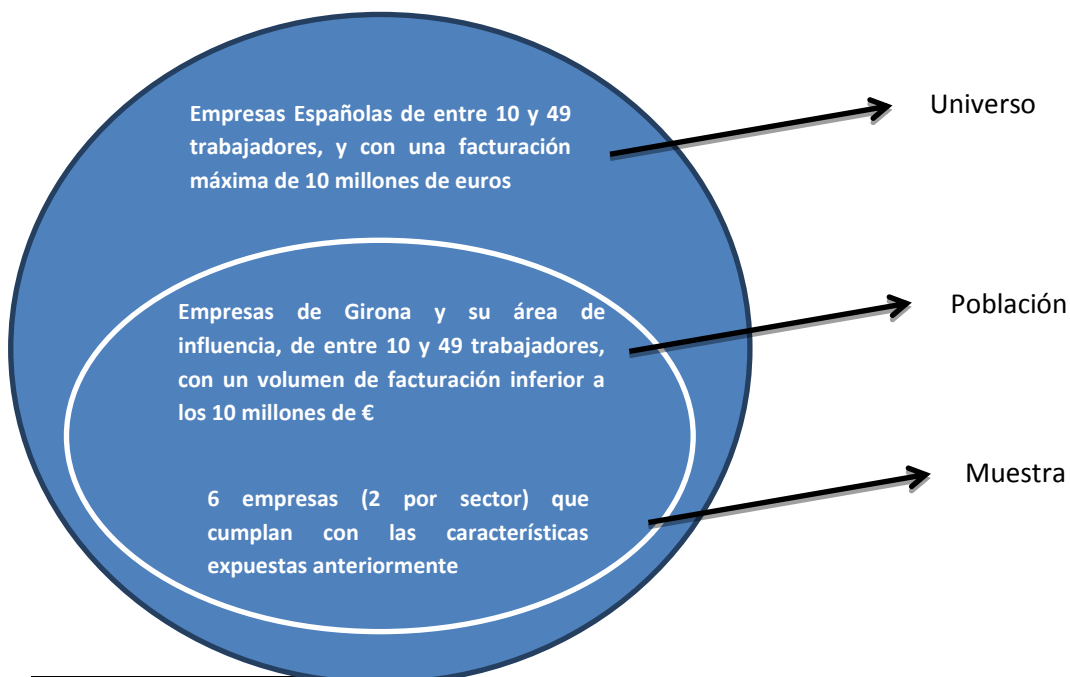 Empresas Españolas de entre 10 y 49
trabajadores, y con una facturación
máxima de 10 millones de euros
Universo
Empresas de Girona y su área de
influencia, de entre 10 y 49 trabajadores,
con un volumen de facturación inferior a
los 10 millones de €
Población
6 empresas (2 por sector) que
cumplan con las características
expuestas anteriormente
Muestra